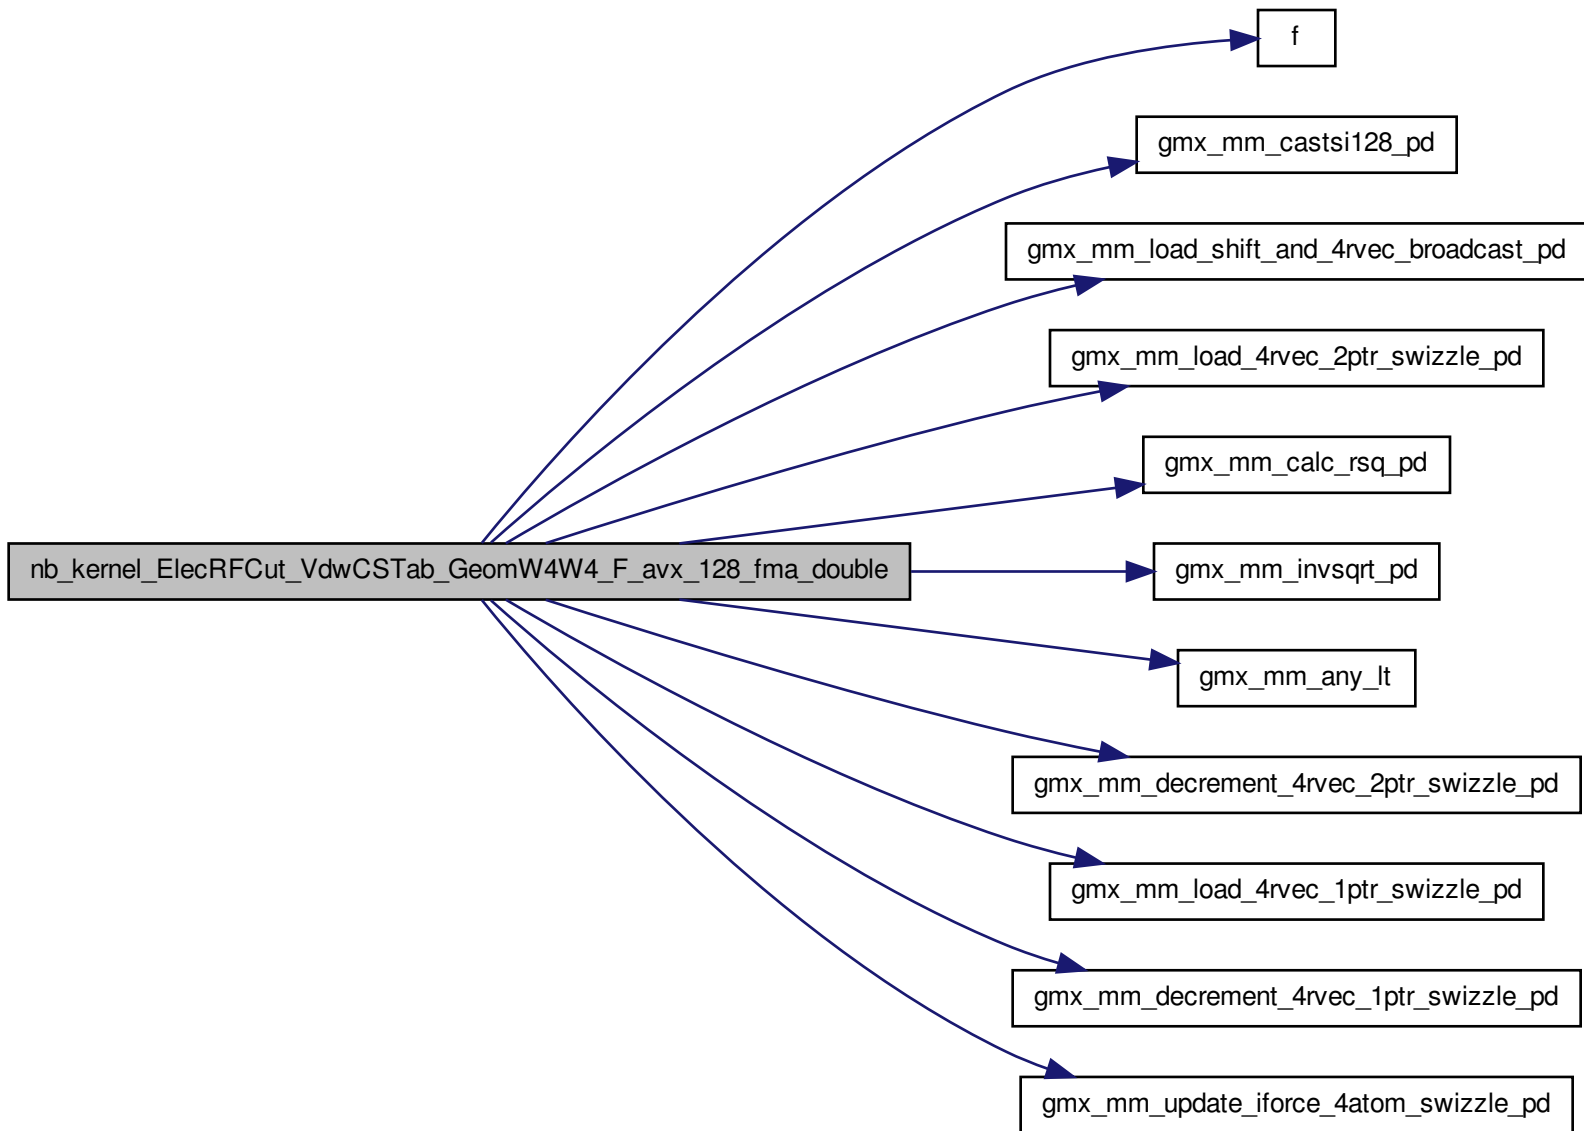 f
gmx_mm_castsi128_pd
gmx_mm_load_shift_and_4rvec_broadcast_pd
gmx_mm_load_4rvec_2ptr_swizzle_pd
gmx_mm_calc_rsq_pd
nb_kernel_ElecRFCut_VdwCSTab_GeomW4W4_F_avx_128_fma_double
gmx_mm_invsqrt_pd
gmx_mm_any_lt
gmx_mm_decrement_4rvec_2ptr_swizzle_pd
gmx_mm_load_4rvec_1ptr_swizzle_pd
gmx_mm_decrement_4rvec_1ptr_swizzle_pd
gmx_mm_update_iforce_4atom_swizzle_pd